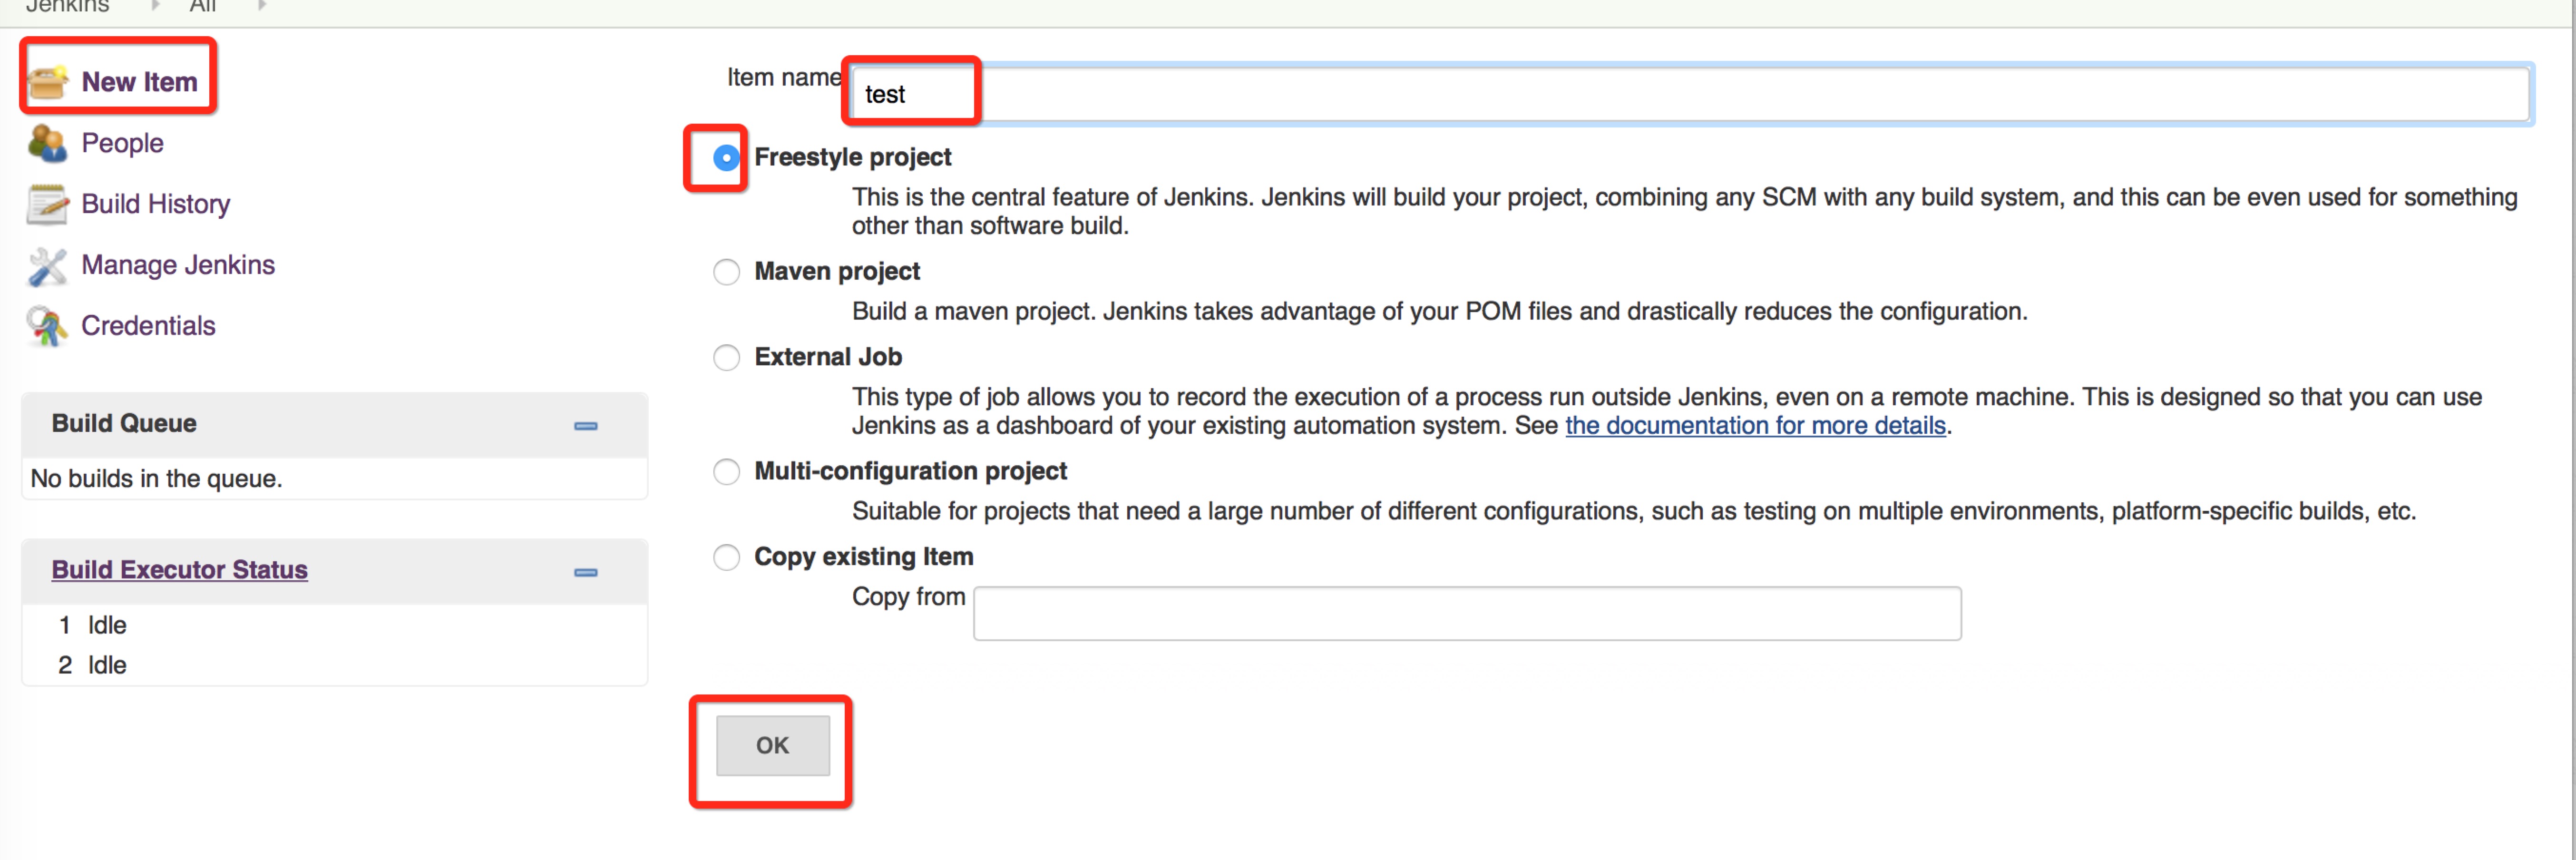 Jenkins All
New Item
People
Build History
Manage Jenkins
Credentials
Build Queue
No builds in the queue.
Build Executor Status
1 Idle
2 Idle
Item name test
Freestyle project
This is the central feature of Jenkins. Jenkins will build your project, combining any SCM with any build system, and this can be even used for something
other than software build.
Maven project
Build a maven project. Jenkins takes advantage of your POM files and drastically reduces the configuration.
External Job
This type of job allows you to record the execution of a process run outside Jenkins, even on a remote machine. This is designed so that you can use
Jenkins as a dashboard of your existing automation system. See the documentation for more details.
Multi-configuration project
Suitable for projects that need a large number of different configurations, such as testing on multiple environments, platform-specific builds, etc.
Copy existing Item
Copy from
OK